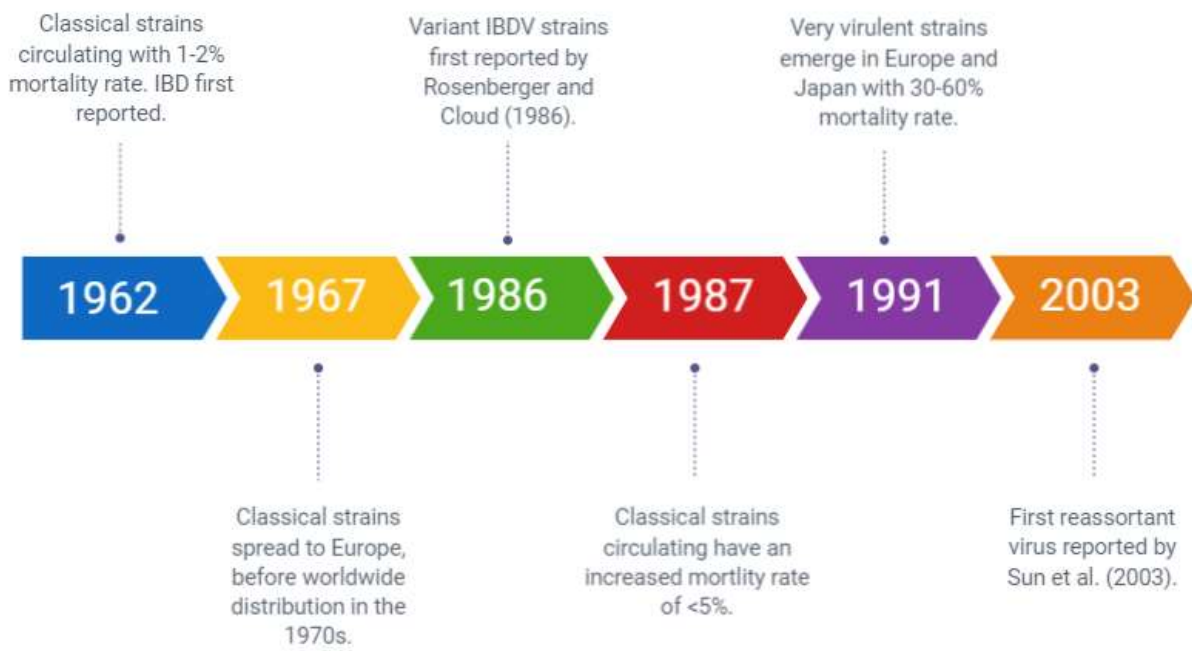 Classical strains
circulating with 1-2%
mortality rate. IBD first
reported.
Variant IBDV strains
first reported by
Rosenberger and
Cloud (1986).
Very virulent strains
emerge in Europe and
Japan with 30-60%
mortality rate.
1962
1967
1986
1987
1991
2003
Classical strains
spread to Europe,
before worldwide
distribution in the
1970s.
Classical strains
circulating have an
increased mortlity rate
of <5%.
First reassortant
virus reported by
Sun et al. (2003).